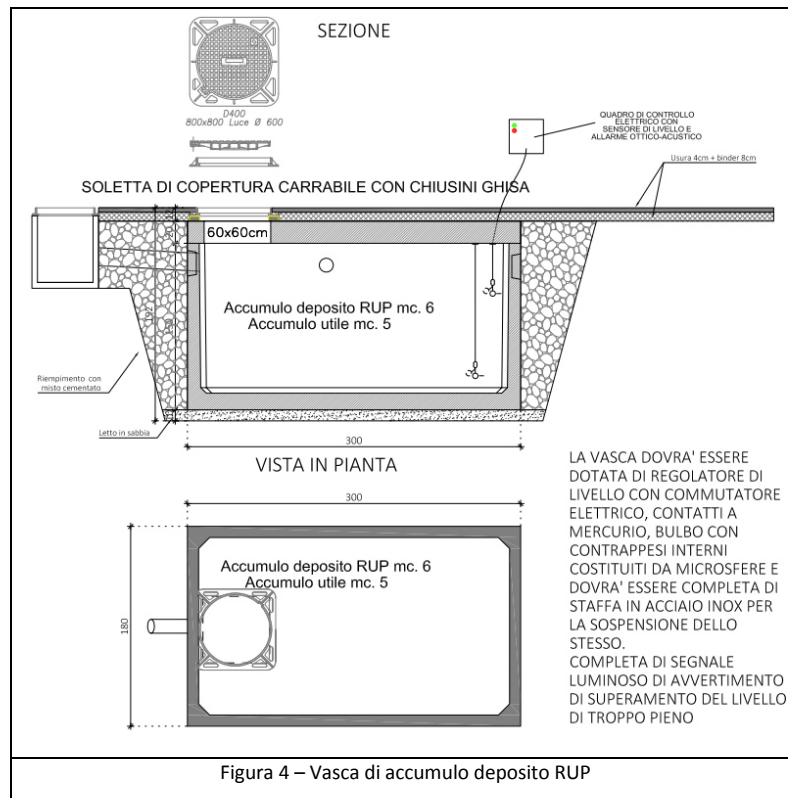 SEZIONE
D400
800x800 Luce Ø 600
QUADRO DI CONTROLLO
ELETTRICO CON
SENSORE DI LIVELLO E
ALLARME OTTICO-ACUSTICO
Usura 4cm + binder 8cm
SOLETTA DI COPERTURA CARRABILE CON CHIUSINI GHISA
60x60cm
Accumulo deposito RUP mc. 6
Accumulo utile mc. 5
192
Riempimento con
misto cementato
Letto in sabbia
300
VISTA IN PIANTA
300
Accumulo deposito RUP mc. 6
Accumulo utile mc. 5
180
LA VASCA DOVRA' ESSERE
DOTATA DI REGOLATORE DI
LIVELLO CON COMMUTATORE
ELETTRICO, CONTATTI A
MERCURIO, BULBO CON
CONTRAPPESI INTERNI
COSTITUITI DA MICROSFERE E
DOVRA' ESSERE COMPLETA DI
STAFFA IN ACCIAIO INOX PER
LA SOSPENSIONE DELLO
STESSO.
COMPLETA DI SEGNALE
LUMINOSO DI AVVERTIMENTO
DI SUPERAMENTO DEL LIVELLO
DI TROPPO PIENO
Figura 4 – Vasca di accumulo deposito RUP